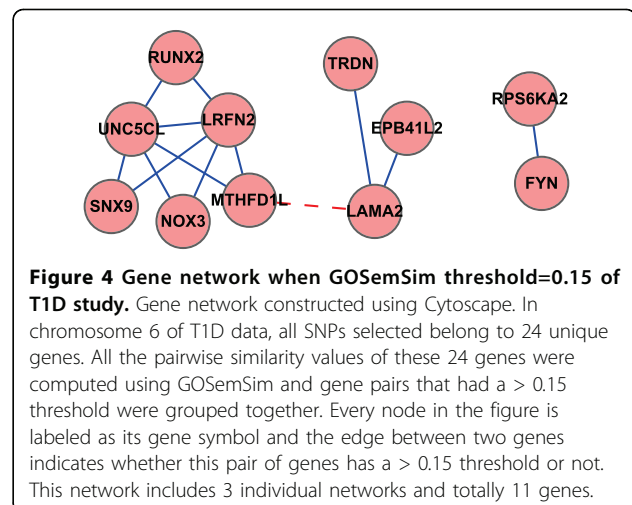 RUNX2
TRDN
RPS6KA2
UNC5CL
LRFN2
EPB41L2
SNX9
NOX3
MTHFD1L
LAMA2
FYN
Figure 4 Gene network when GOSemSim threshold=0.15 of
T1D study. Gene network constructed using Cytoscape. In
chromosome 6 of T1D data, all SNPs selected belong to 24 unique
genes. All the pairwise similarity values of these 24 genes were
computed using GOSemSim and gene pairs that had a > 0.15
threshold were grouped together. Every node in the figure is
labeled as its gene symbol and the edge between two genes
indicates whether this pair of genes has a > 0.15 threshold or not.
This network includes 3 individual networks and totally 11 genes.